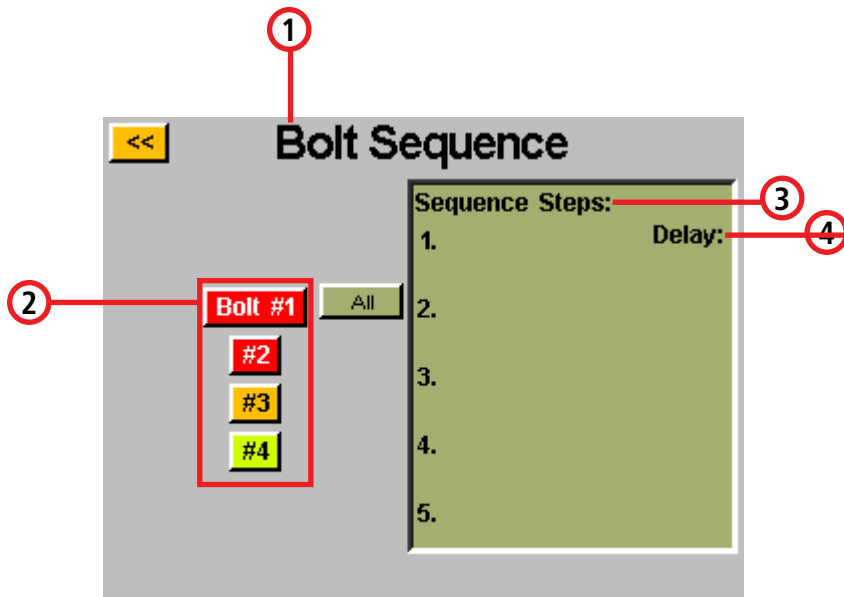 1
<< Bolt Sequence
Sequence Steps: 3
Delay: 4
1.
2 Bolt #1 All
2.
#2
3.
#3
#4
4.
5.